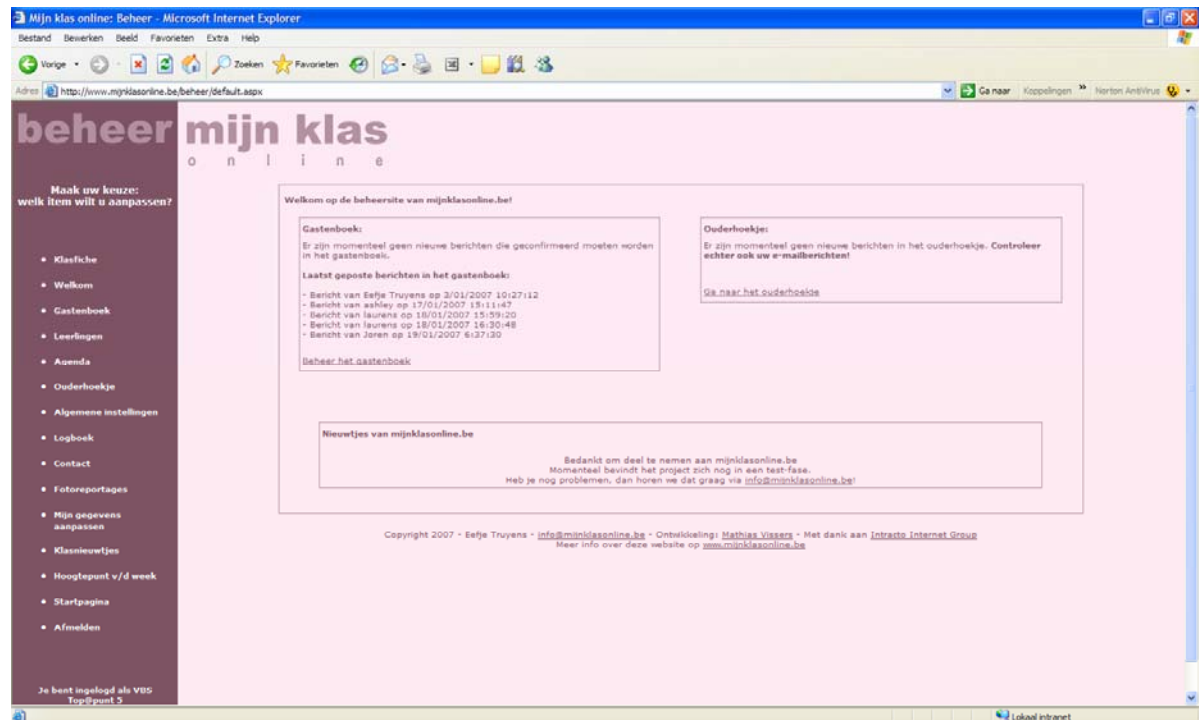 Mijn klas online: Beheer - Microsoft Internet Explorer
Bestand Bewerken Beeld Favorieten Extra Help
Vorige Zoeken Favorieten
Adres http://www.mijnklasonline.be/beheer/default.aspx Ga naar Koppelingen » Norton AntiVirus
beheer mijn klas
online
Maak uw keuze:
welk item wilt u aanpassen?
• Klasfiche
• Welkom
• Gastenboek
• Leerlingen
• Agenda
• Ouderhoekje
• Algemene instellingen
• Logboek
• Contact
• Fotoreportages
• Mijn gegevens
aanpassen
• Klasnieuwtjes
• Hoogtepunt v/d week
• Startpagina
• Afmelden
Je bent ingelogd als VBS
Top@punt 5
Welkom op de beheersite van mijnklasonline.be!
Gastenboek:
Er zijn momenteel geen nieuwe berichten die geconfirmeerd moeten worden
in het gastenboek.
Laatst geposte berichten in het gastenboek:
- Bericht van Eefje Truyens op 3/01/2007 10:27:12
- Bericht van ashley op 17/01/2007 15:11:47
- Bericht van laurens op 18/01/2007 15:59:20
- Bericht van laurens op 18/01/2007 16:30:48
- Bericht van Joren op 19/01/2007 6:37:30
Beheer het gastenboek
Ouderhoekje:
Er zijn momenteel geen nieuwe berichten in het ouderhoekje. Controleer
echter ook uw e-mailberichten!
Ga naar het ouderhoekje
Nieuwtjes van mijnklasonline.be
Bedankt om deel te nemen aan mijnklasonline.be
Momenteel bevindt het project zich nog in een test-fase.
Heb je nog problemen, dan horen we dat graag via info@mijnklasonline.be!
Copyright 2007 - Eefje Truyens - info@mijnklasonline.be - Ontwikkeling: Mathias Vissers - Met dank aan Intracto Internet Group
Meer info over deze website op www.mijnklasonline.be
Lokaal intranet